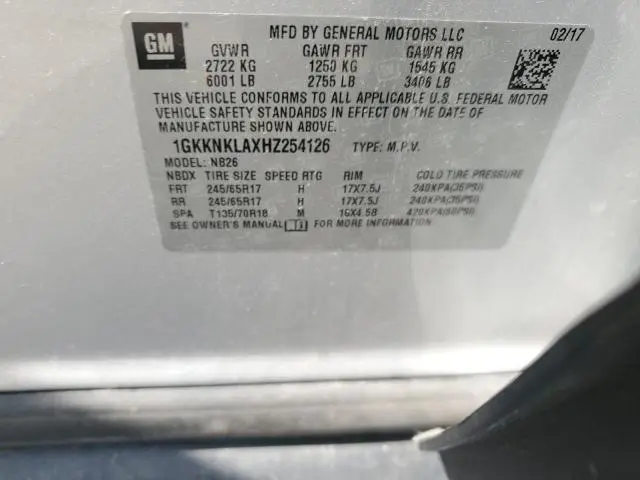 GM
MFD BY GENERAL MOTORS LLC 02/17
GVWR GAWR FRT GAWR RR
2722 KG 1250 KG 1545 KG
6001 LB 2755 LB 3406 LB
THIS VEHICLE CONFORMS TO ALL APPLICABLE U.S. FEDERAL MOTOR
VEHICLE SAFETY STANDARDS IN EFFECT ON THE DATE OF
MANUFACTURE SHOWN ABOVE.
1GKKNKLAXHZ254126 TYPE: M.P.V.
MODEL: NB26
NBDX TIRE SIZE SPEED RTG RIM COLD TIRE PRESSURE
FRT 245/65R17 H 17X7.5J 240KPA(35PSI)
RR 245/65R17 H 17X7.5J 240KPA(35PSI)
SPA T135/70R18 M 18X4.5B 420KPA(60PSI)
SEE OWNER'S MANUAL FOR MORE INFORMATION